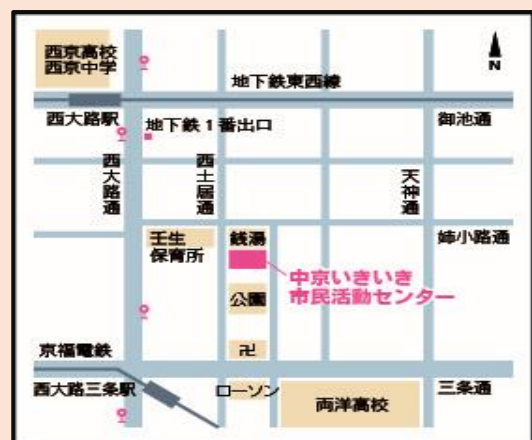 西京高校
西京中学
N
地下鉄東西線
西大路駅
地下鉄1番出口
御池通
西大路通
西土居通
天神通
壬生
保育所
銭湯
姉小路通
中京いきいき
市民活動センター
公園
京福電鉄
卍
西大路三条駅
ローソン
両洋高校
三条通